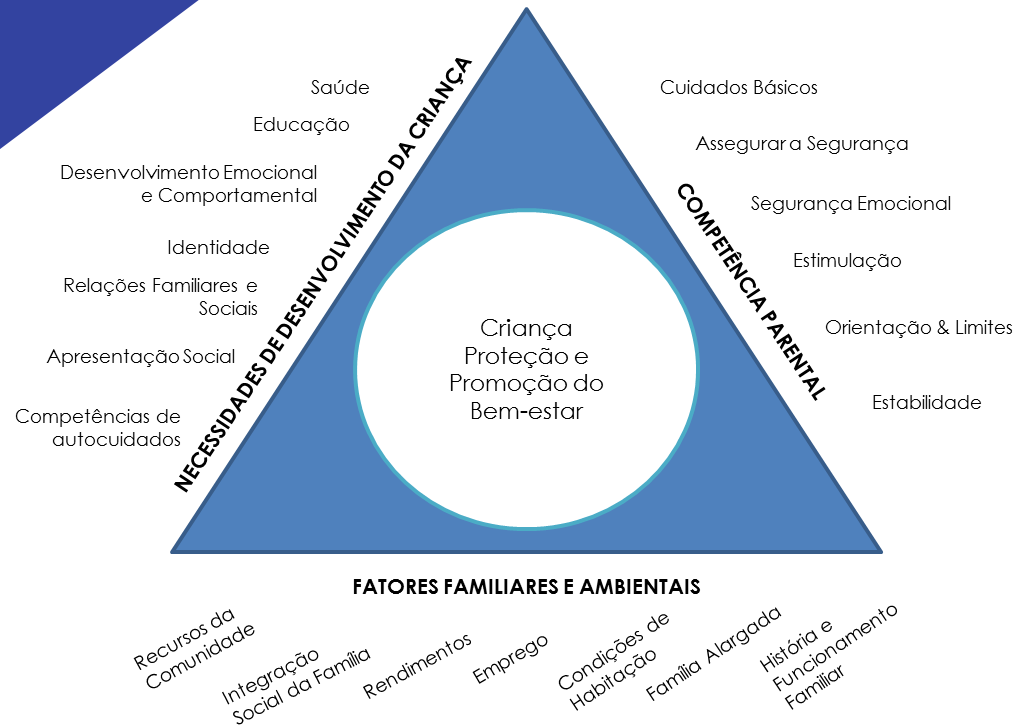 NECESSIDADES DE DESENVOLVIMENTO DA CRIANÇA
Saúde
Educação
Desenvolvimento Emocional
e Comportamental
Identidade
Relações Familiares e
Sociais
Apresentação Social
Competências de
autocuidados
COMPETÊNCIA PARENTAL
Cuidados Básicos
Assegurar a Segurança
Segurança Emocional
Estimulação
Orientação & Limites
Estabilidade
Criança
Proteção e
Promoção do
Bem-estar
FATORES FAMILIARES E AMBIENTAIS
Recursos da
Comunidade
Integração
Social da Família
Rendimentos
Emprego
Condições de
Habitação
Família Alargada
História e
Funcionamento
Familiar